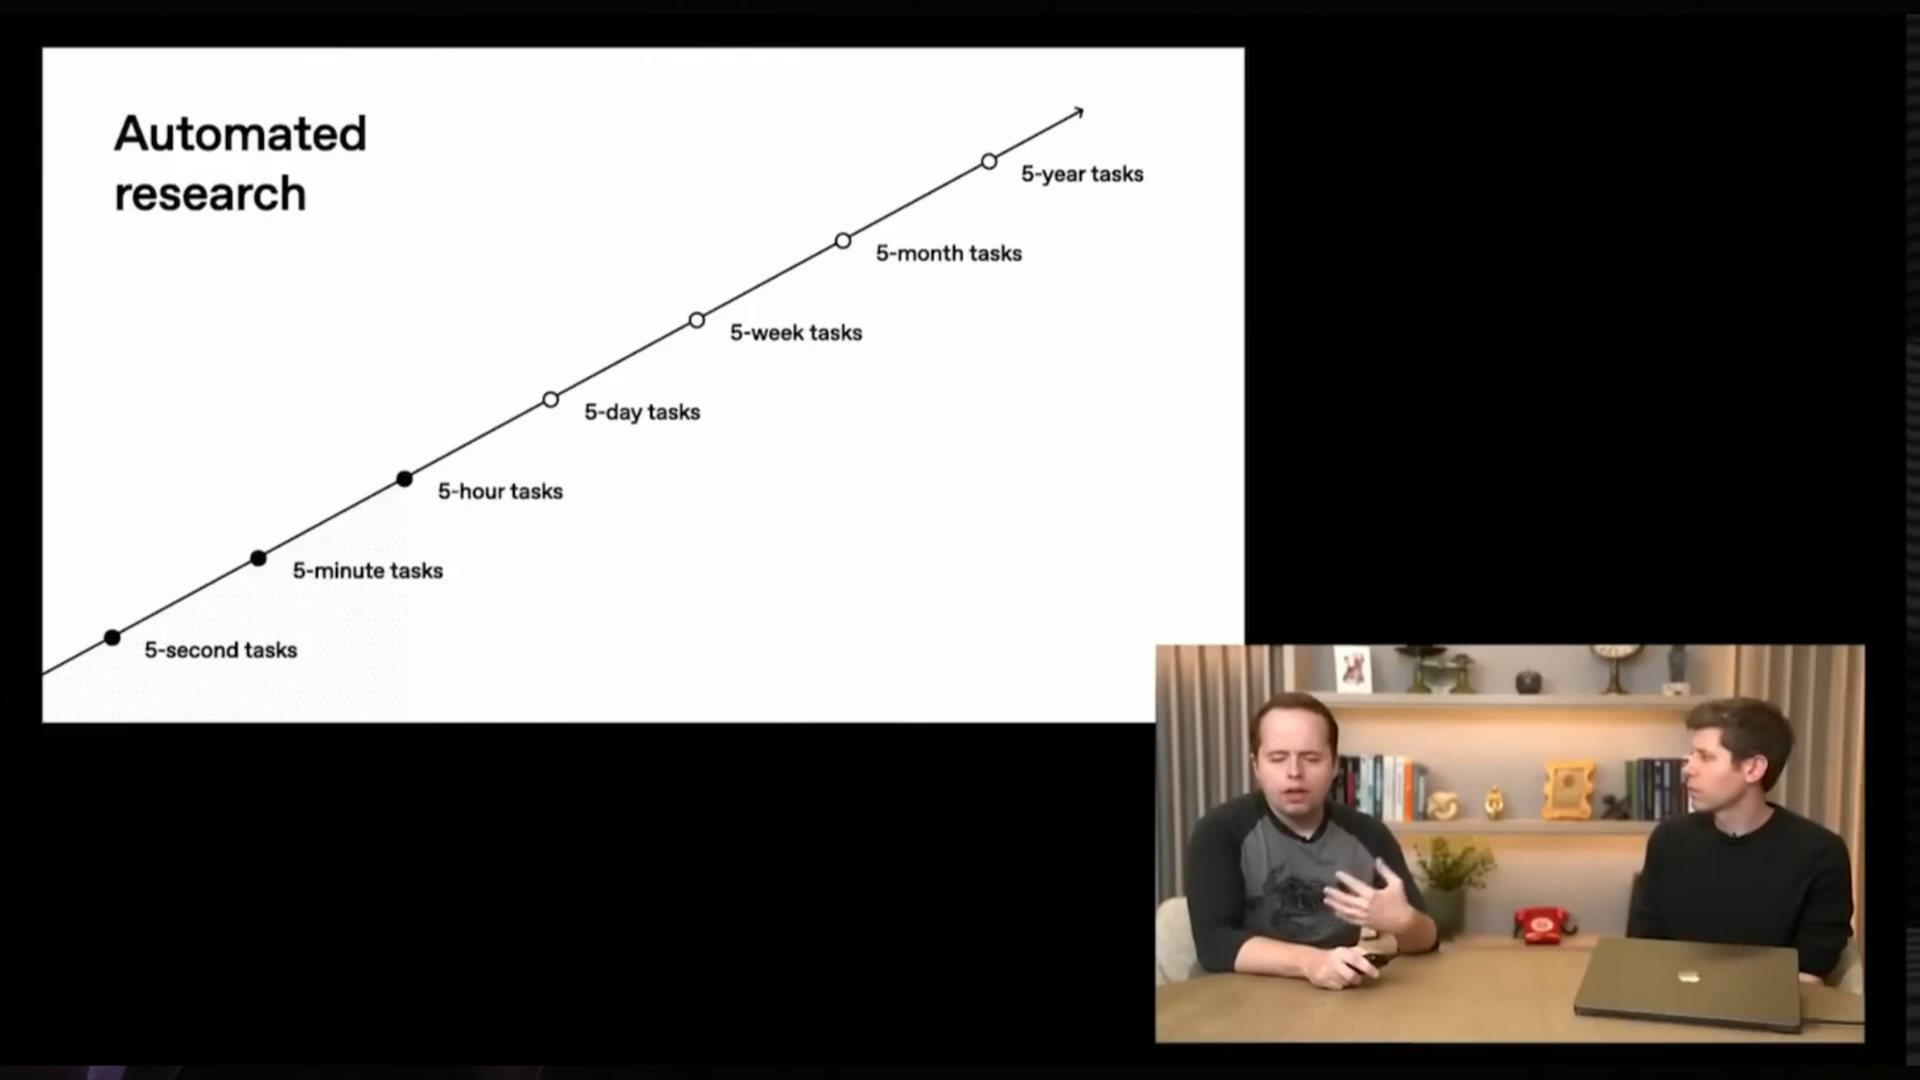 Automated
research
5-year tasks
5-month tasks
5-week tasks
5-day tasks
5-hour tasks
5-minute tasks
5-second tasks